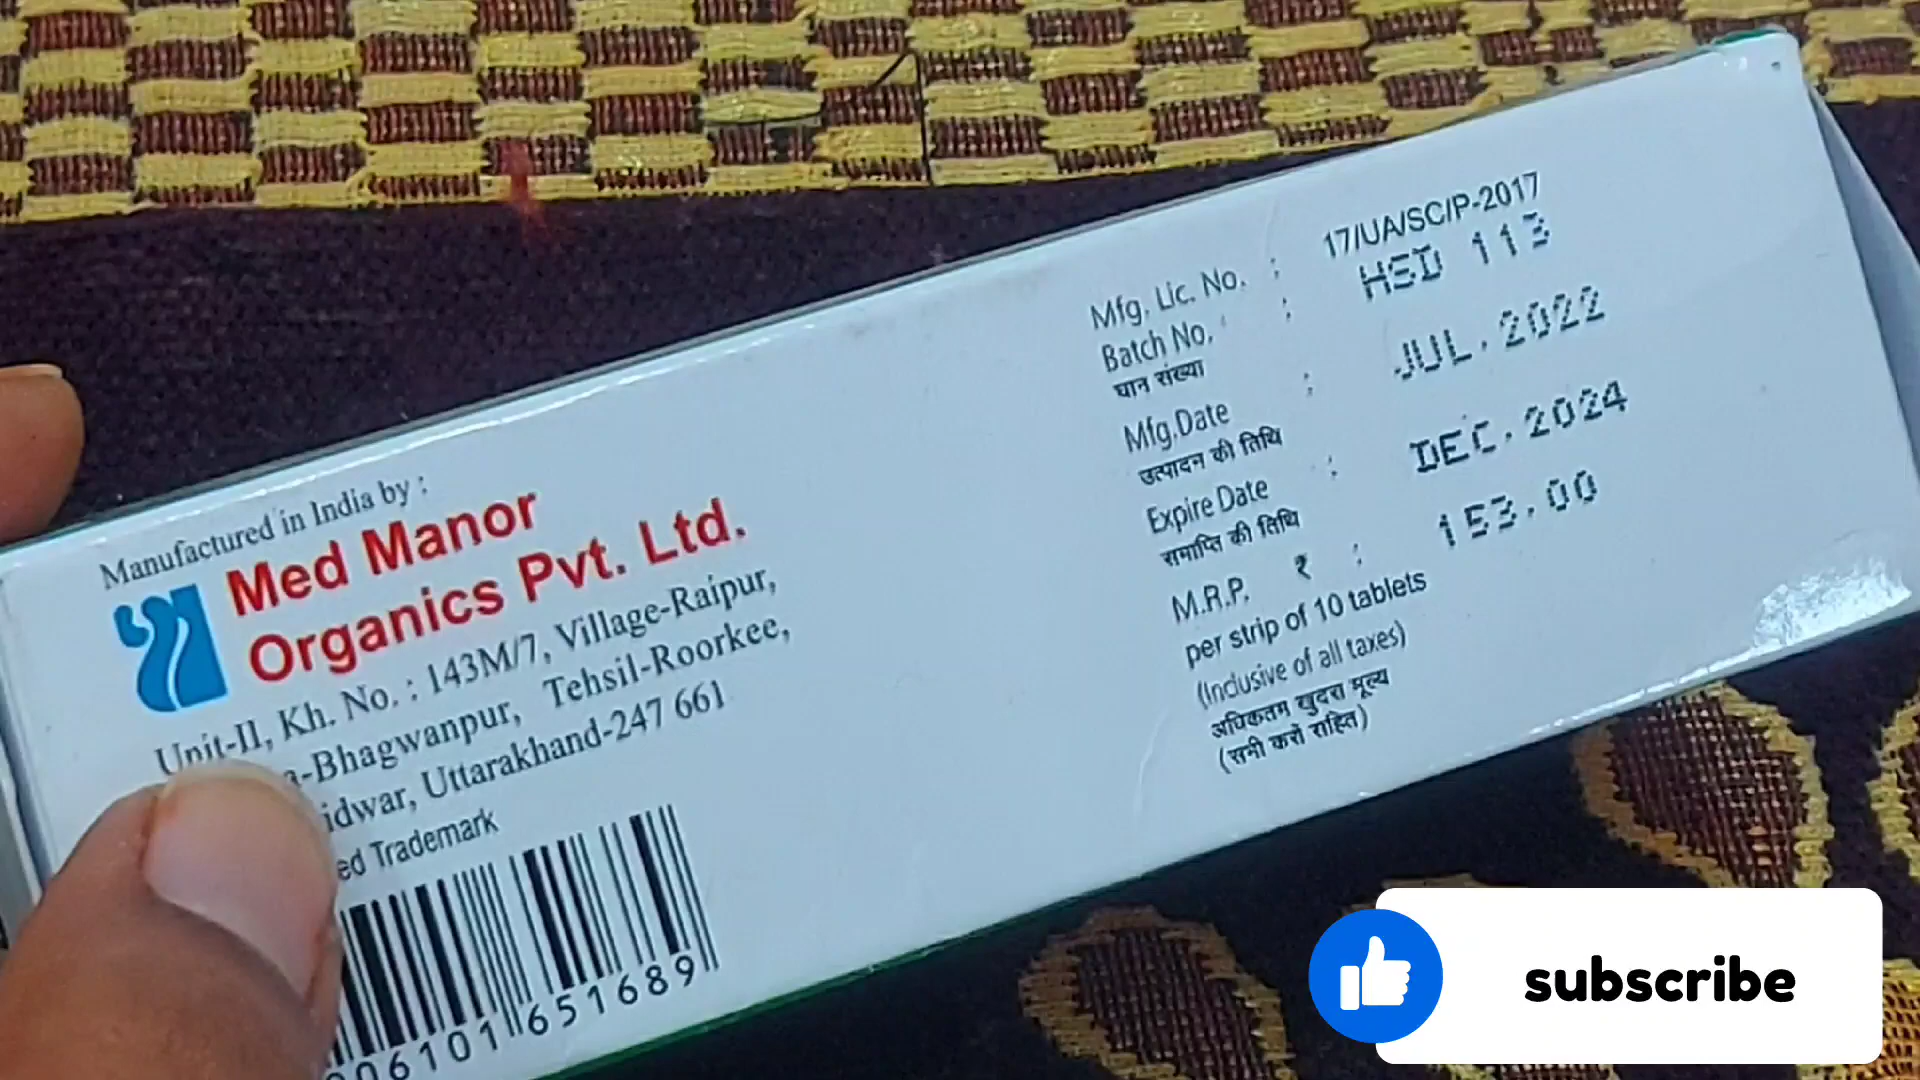 Manufactured in India by :
Med Manor
Organics Pvt. Ltd.
Unit-II, Kh. No. : 143M/7, Village-Raipur,
-Bhagwanpur, Tehsil-Roorkee,
Uttarakhand-247 661
Trademark
06101 651689
Mfg. Lic. No. : 17/UA/SC/P-2017
Batch No. : HSD 113
घान संख्या
Mfg.Date : JUL.2022
उत्पादन की तिथि
Expire Date : DEC.2024
समाप्ति की तिथि
M.R.P. ₹ : 153.00
per strip of 10 tablets
(Inclusive of all taxes)
अधिकतम खुदरा मूल्य
(सभी करों सहित)
subscribe